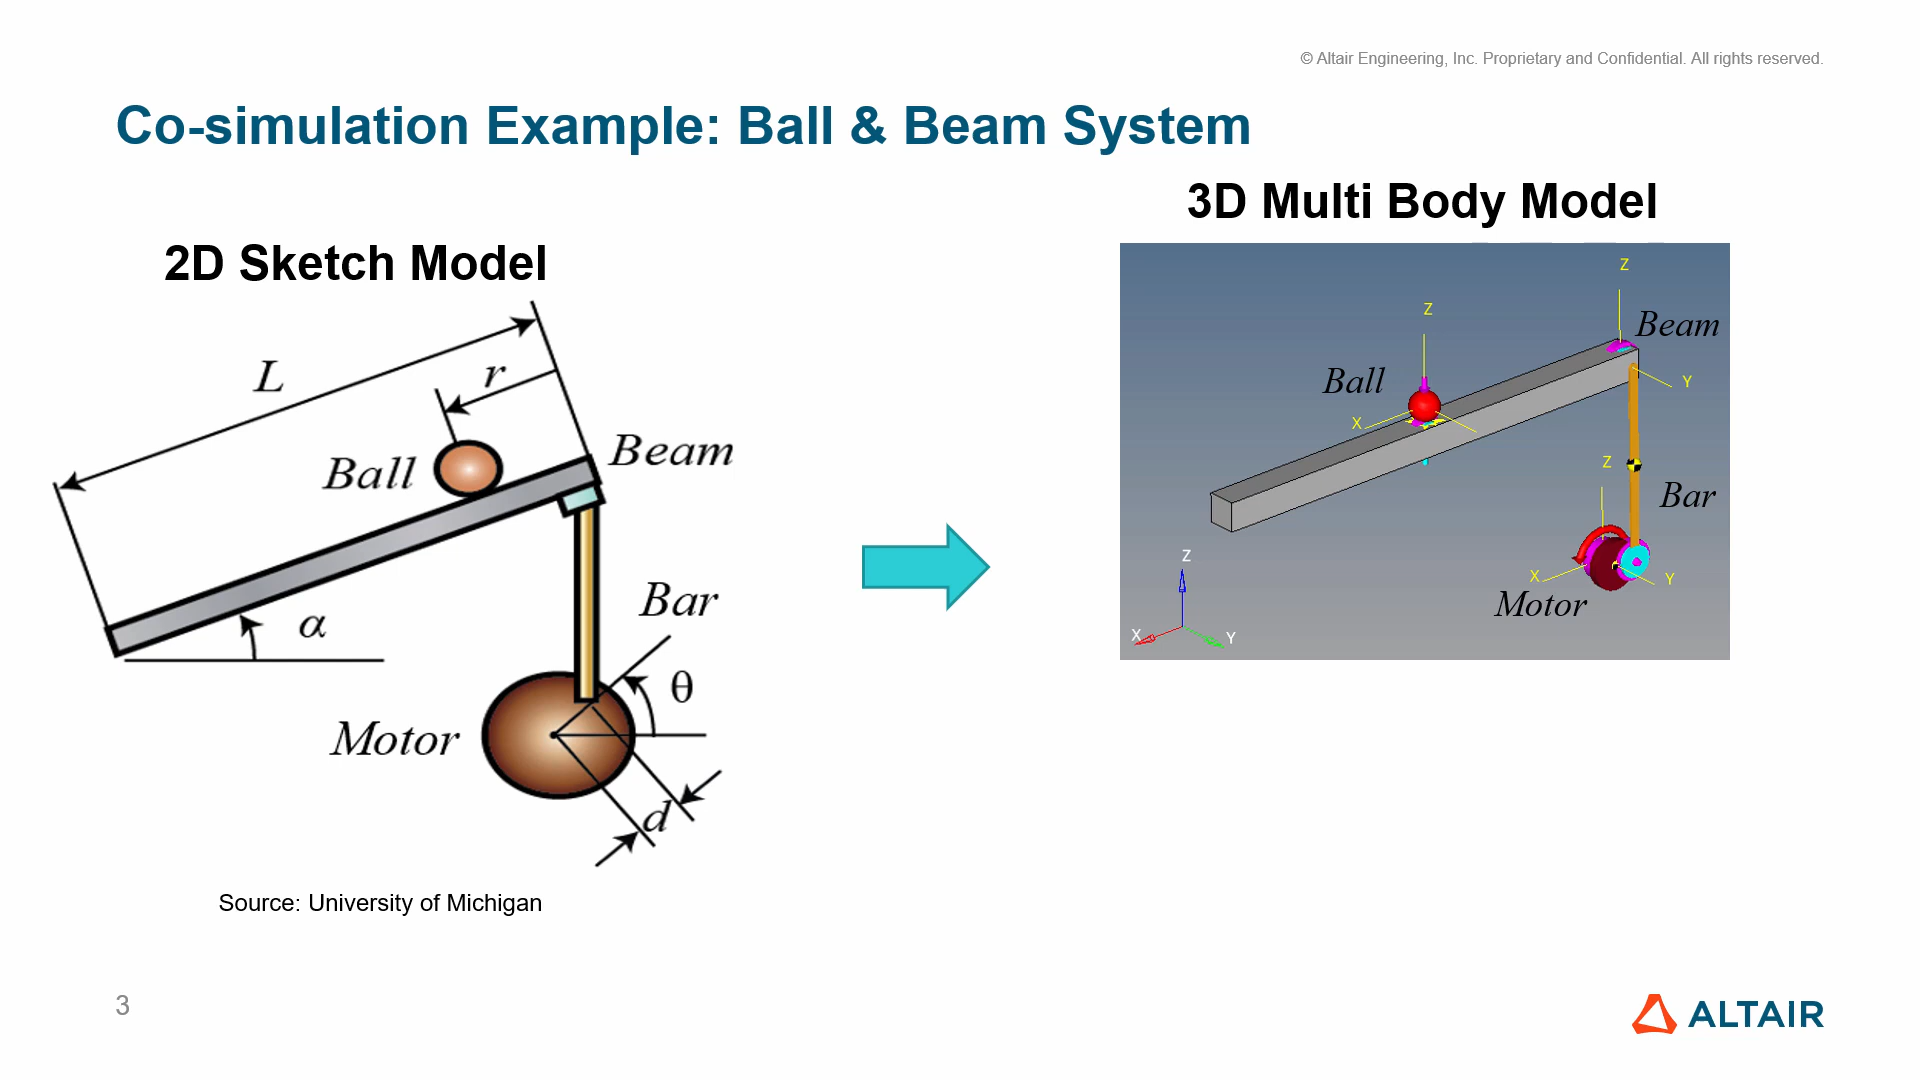 © Altair Engineering, Inc. Proprietary and Confidential. All rights reserved.
Co-simulation Example: Ball & Beam System
2D Sketch Model
L
r
Ball
Beam
α
Bar
θ
Motor
d
Source: University of Michigan
3D Multi Body Model
Z
Beam
Z
Ball
Y
X
Z
Bar
Z
X
Y
Motor
X
Y
3
ALTAIR